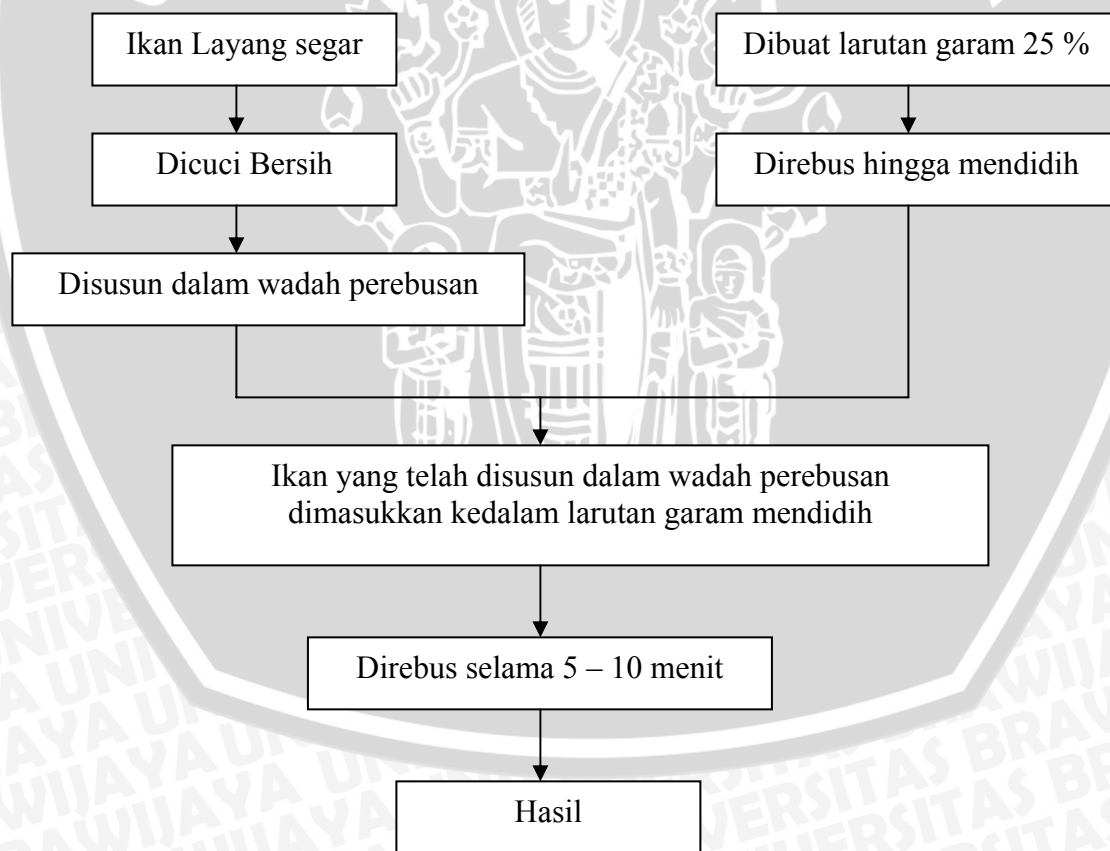 Ikan Layang segar
Dibuat larutan garam 25 %
Dicuci Bersih
Direbus hingga mendidih
Disusun dalam wadah perebusan
Ikan yang telah disusun dalam wadah perebusan
dimasukkan kedalam larutan garam mendidih
Direbus selama 5 – 10 menit
Hasil